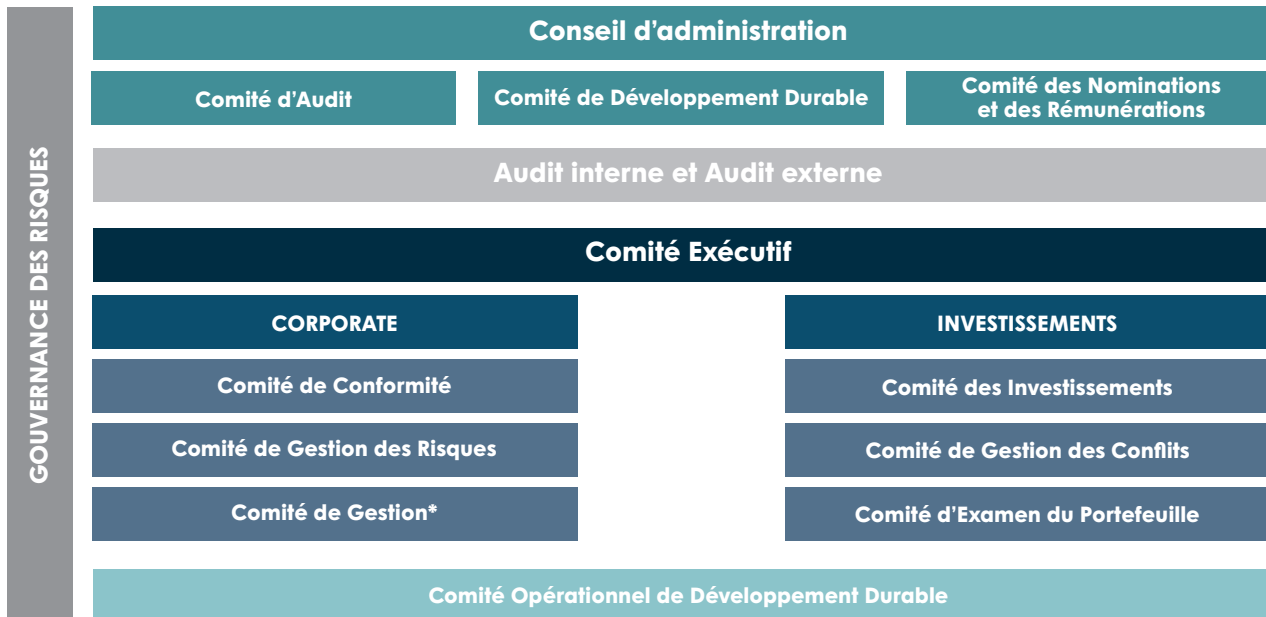 GOUVERNANCE DES RISQUES
Conseil d'administration
Comité d'Audit
Comité de Développement Durable
Comité des Nominations
et des Rémunérations
Audit interne et Audit externe
Comité Exécutif
CORPORATE
Comité de Conformité
Comité de Gestion des Risques
Comité de Gestion*
INVESTISSEMENTS
Comité des Investissements
Comité de Gestion des Conflits
Comité d'Examen du Portefeuille
Comité Opérationnel de Développement Durable